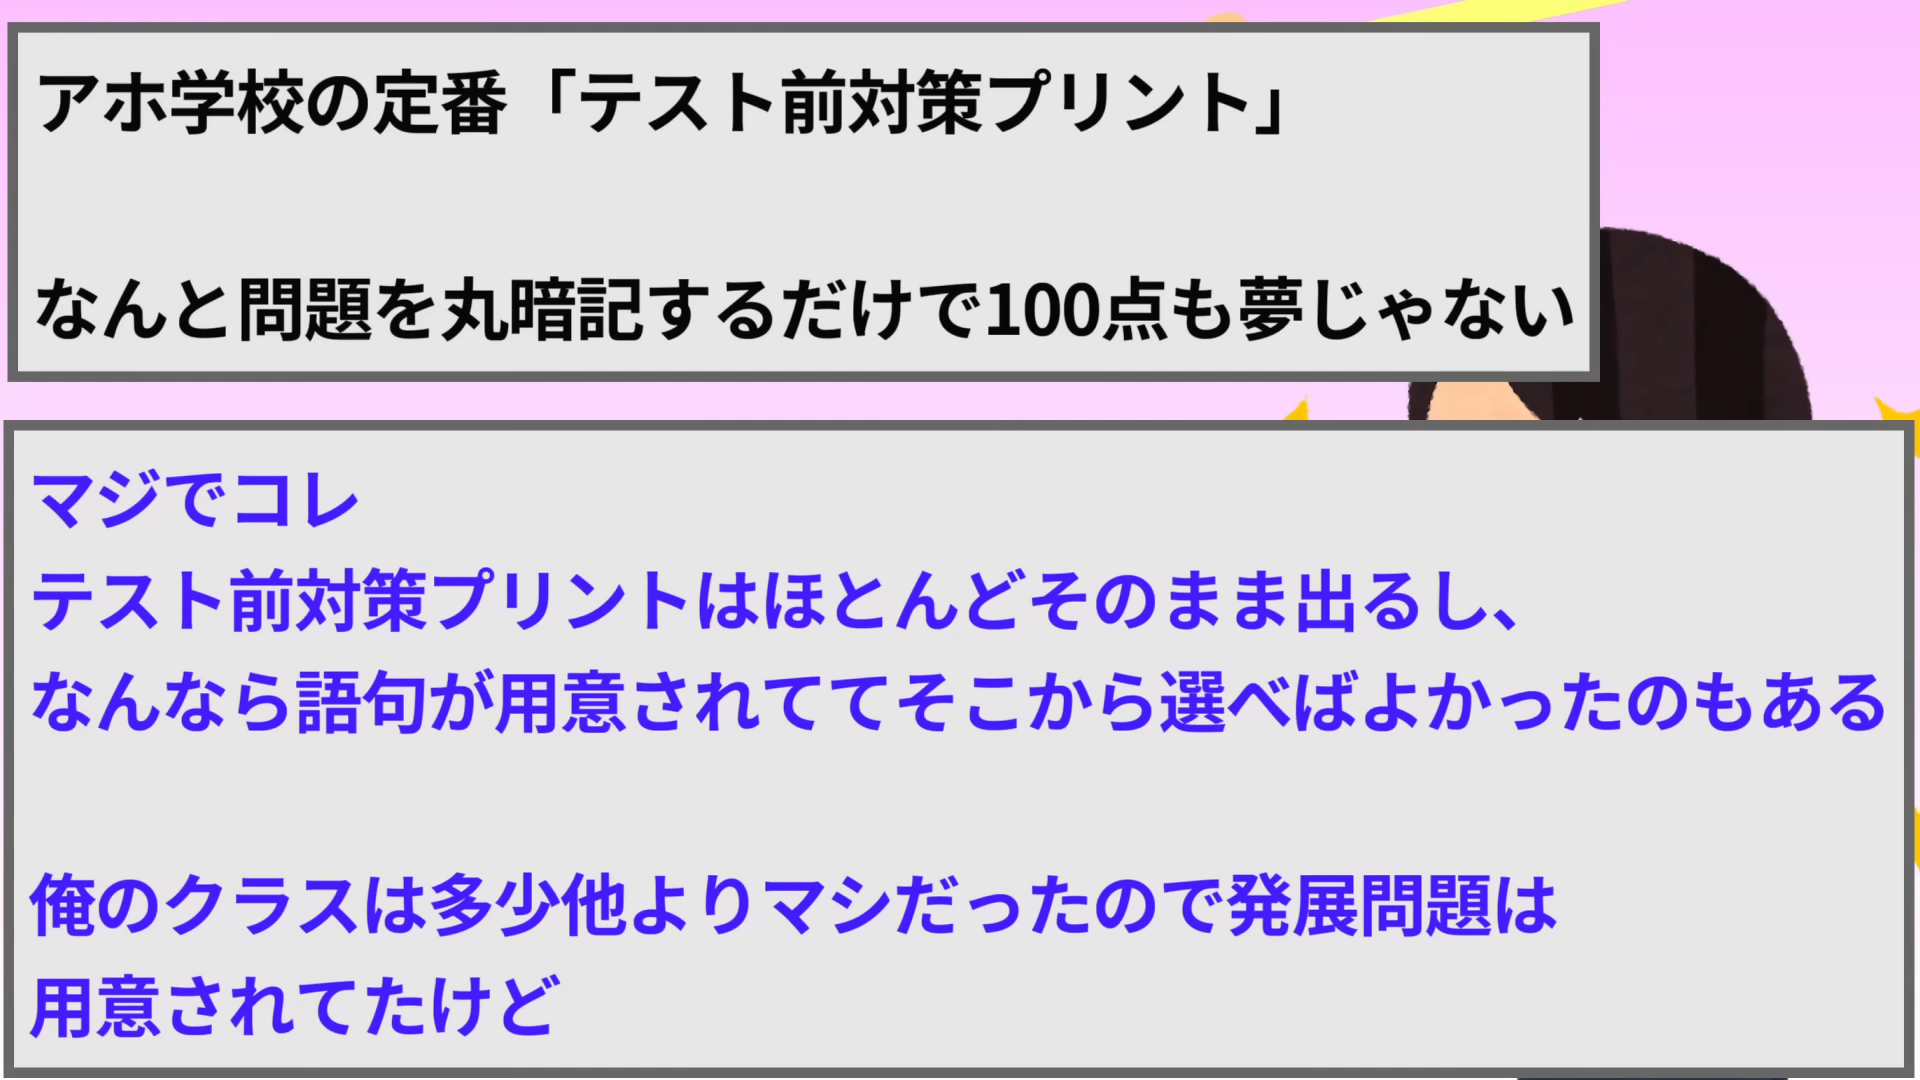 アホ学校の定番「テスト前対策プリント」
なんと問題を丸暗記するだけで100点も夢じゃない
マジでコレ
テスト前対策プリントはほとんどそのまま出るし、
なんなら語句が用意されててそこから選べばよかったのもある
俺のクラスは多少他よりマシだったので発展問題は
用意されてたけど